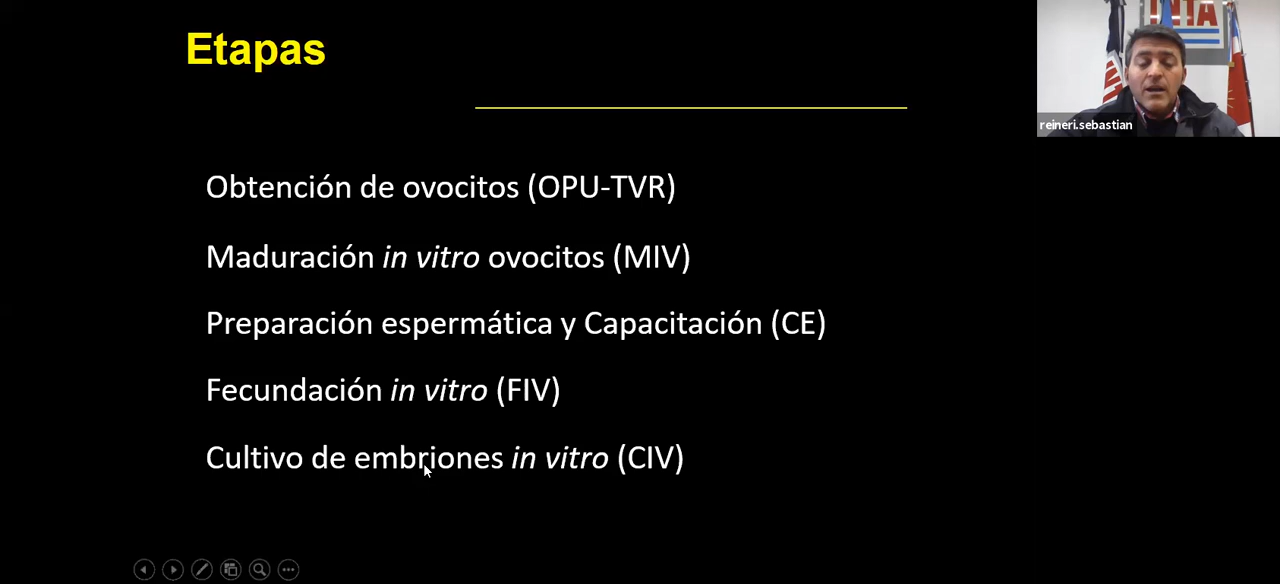 Etapas
INTA
reineri.sebastian
Obtención de ovocitos (OPU-TVR)
Maduración in vitro ovocitos (MIV)
Preparación espermática y Capacitación (CE)
Fecundación in vitro (FIV)
Cultivo de embriones in vitro (CIV)